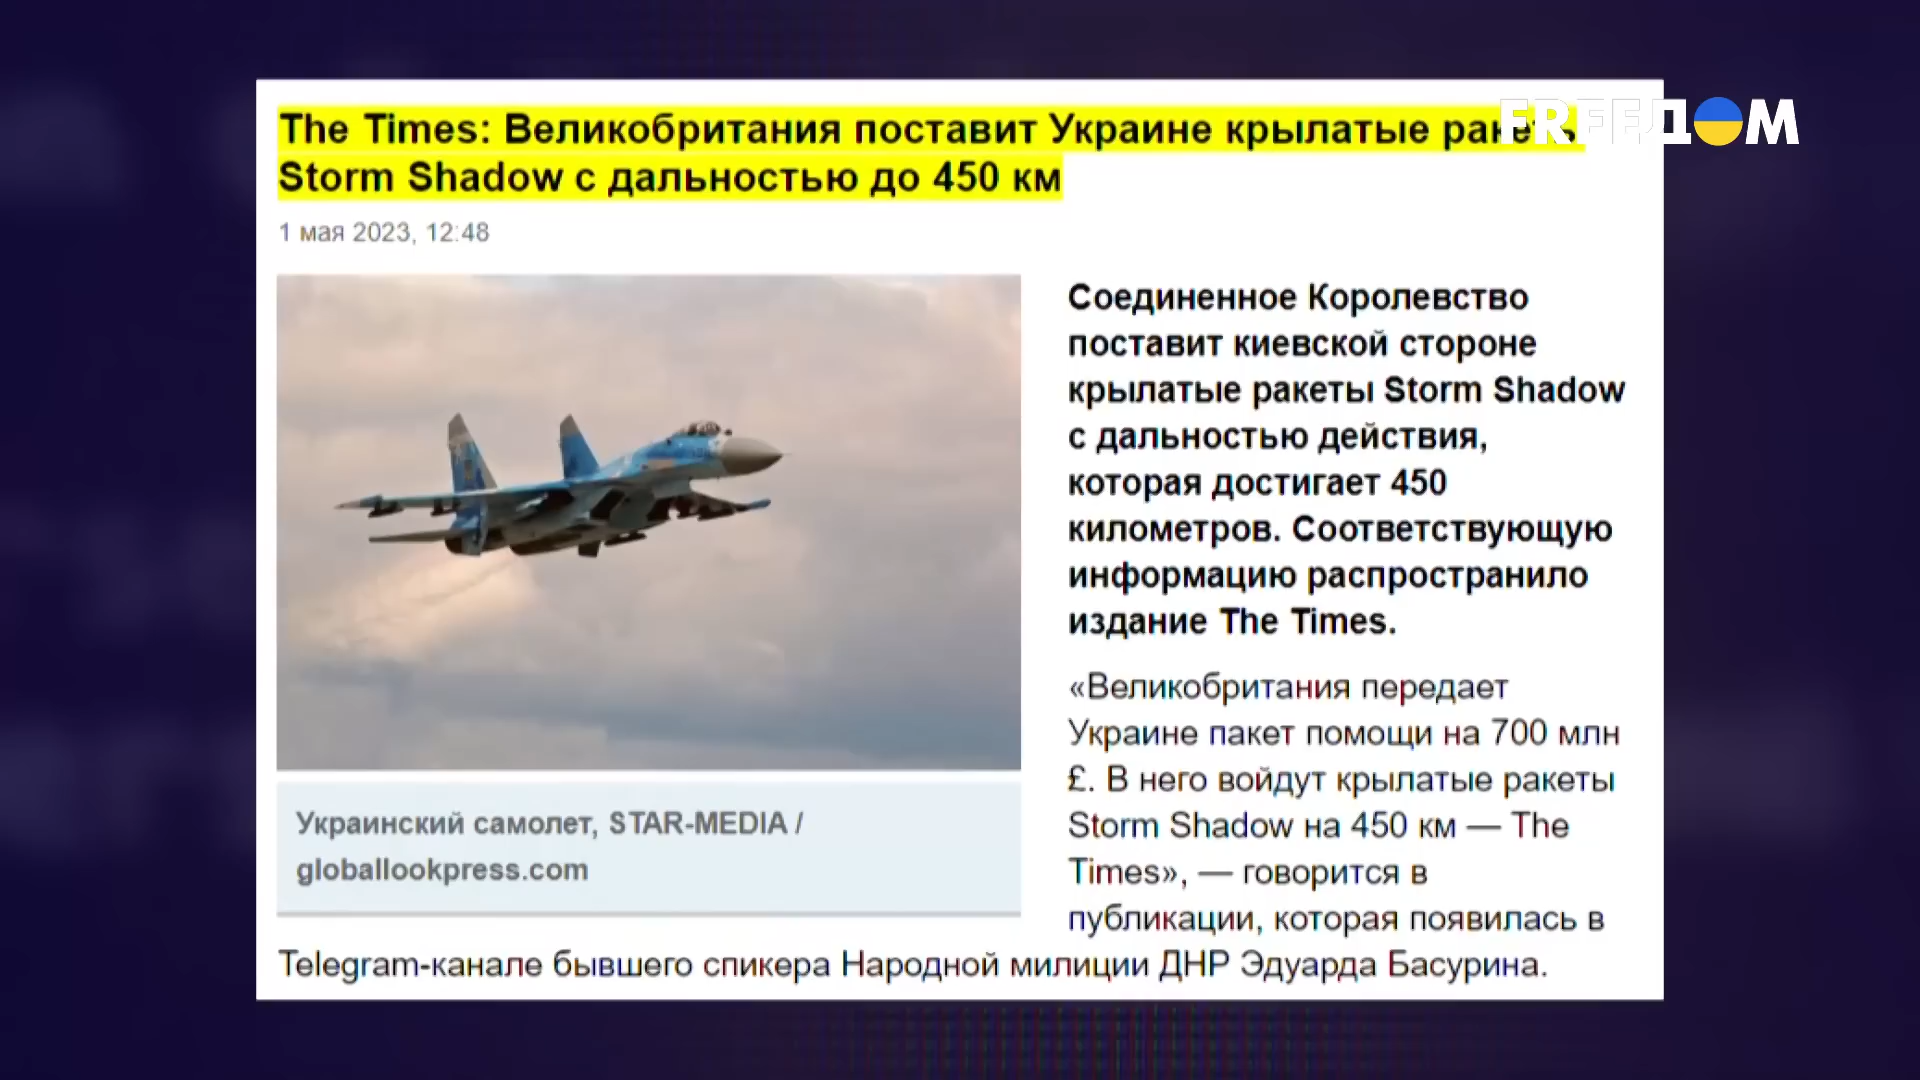 The Times: Великобритания поставит Украине крылатые ракеты
Storm Shadow с дальностью до 450 км
FREEДOM
1 мая 2023, 12:48
Соединенное Королевство
поставит киевской стороне
крылатые ракеты Storm Shadow
с дальностью действия,
которая достигает 450
километров. Соответствующую
информацию распространило
издание The Times.
«Великобритания передает
Украине пакет помощи на 700 млн
£. В него войдут крылатые ракеты
Storm Shadow на 450 км — The
Times», — говорится в
публикации, которая появилась в
Telegram-канале бывшего спикера Народной милиции ДНР Эдуарда Басурина.
Украинский самолет, STAR-MEDIA /
globallookpress.com